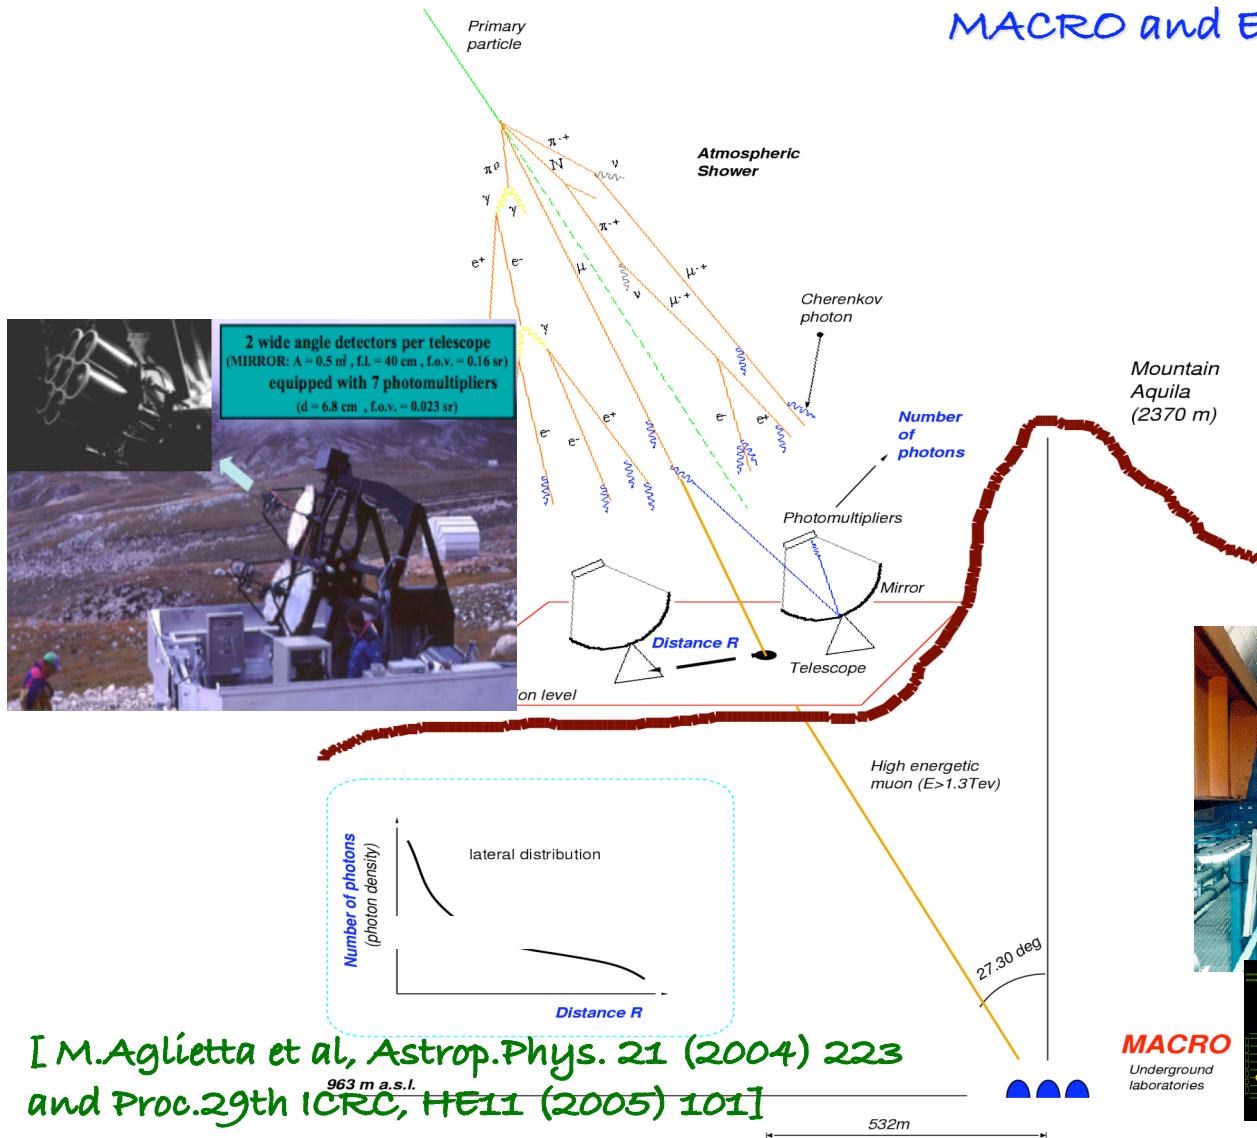 MACRO and E
Primary
particle
Atmospheric
Shower
π-+
N
ν
π0
γ
γ
π-+
e+
e-
μ
ν
μ-+
μ-+
Cherenkov
photon
γ
2 wide angle detectors per telescope
(MIRROR: A = 0.5 m², f.l. = 40 cm , f.o.v. = 0.16 sr)
equipped with 7 photomultipliers
(d = 6.8 cm , f.o.v. = 0.023 sr)
Mountain
Aquila
(2370 m)
Number
of
photons
e-
e-
e+
e-
e+
Photomultipliers
Mirror
Distance R
Telescope
ion level
High energetic
muon (E>1.3Tev)
Number of photons
(photon density)
lateral distribution
Distance R
27.30 deg
[ M.Aglietta et al, Astrop.Phys. 21 (2004) 223
963 m a.s.l.
and Proc.29th ICRC, HE11 (2005) 101]
MACRO
Underground
laboratories
532m